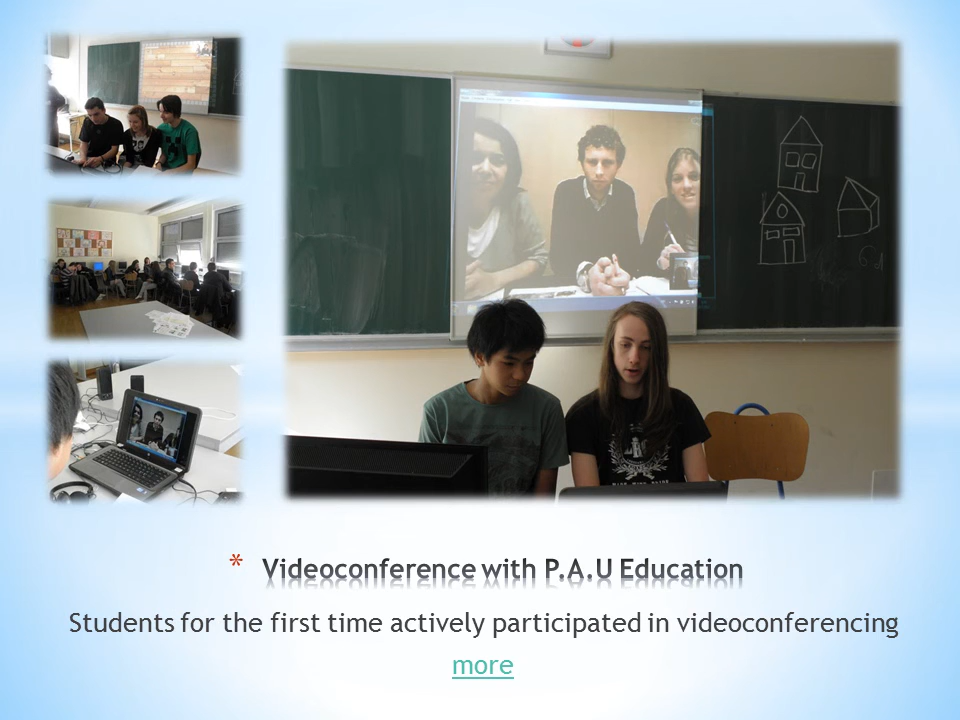 * Videoconference with P.A.U Education
Students for the first time actively participated in videoconferencing
more